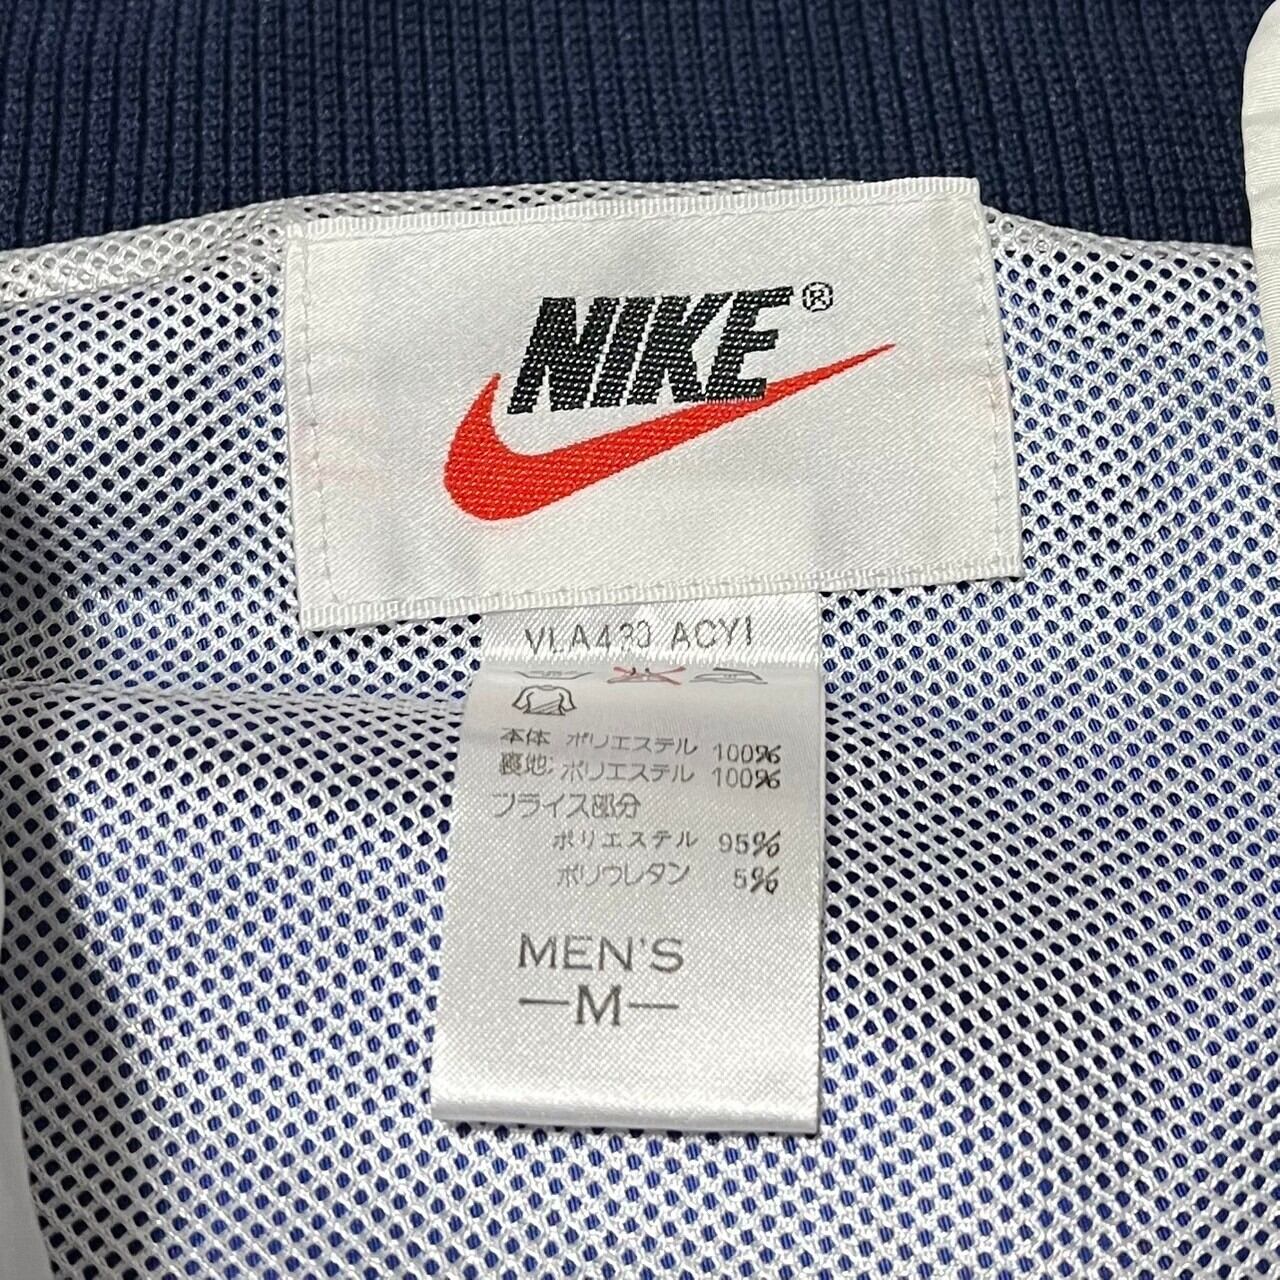 NIKE®
VLA430 ACY1
本体 ポリエステル 100%
裏地: ポリエステル 100%
フライス部分
ポリエステル 95%
ポリウレタン 5%
MEN'S
—M—